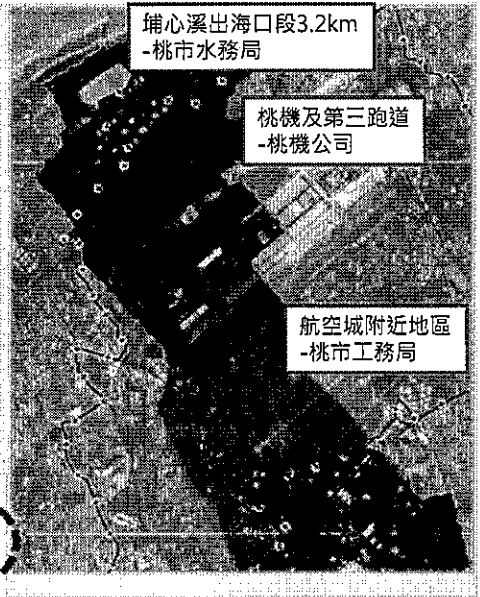 埔心溪出海口段3.2km
-桃市水務局
桃機及第三跑道
-桃機公司
航空城附近地區
-桃市工務局